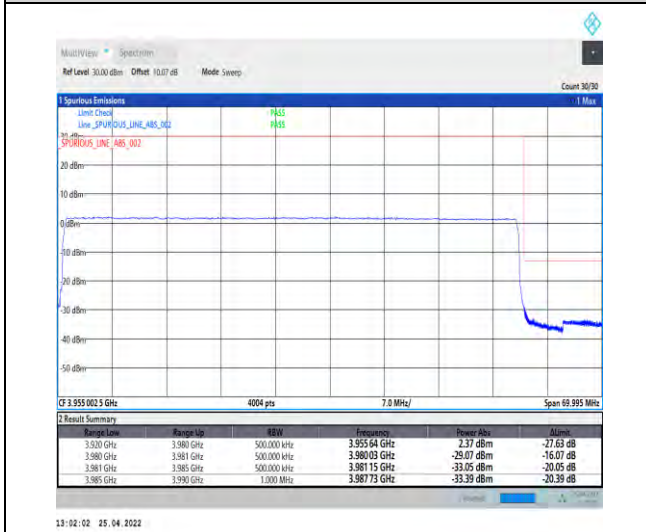 MultiView Spectrum
Ref Level 30.00 dBm Offset 10.07 dB Mode Sweep
Count 30/30
1 Spurious Emissions 1 Max
Limit Check PASS
Line _SPURIOUS_LINE_ABS_002 PASS
_SPURIOUS_LINE_ABS_002
20 dBm
10 dBm
0 dBm
-10 dBm
-20 dBm
-30 dBm
-40 dBm
-50 dBm
CF 3.955 002 5 GHz 4004 pts 7.0 MHz/ Span 69.995 MHz
2 Result Summary
Range Low Range Up RBW Frequency Power Abs ΔLimit
3.920 GHz 3.980 GHz 500.000 kHz 3.955 64 GHz 2.37 dBm -27.63 dB
3.980 GHz 3.981 GHz 500.000 kHz 3.980 03 GHz -29.07 dBm -16.07 dB
3.981 GHz 3.985 GHz 500.000 kHz 3.981 15 GHz -33.05 dBm -20.05 dB
3.985 GHz 3.990 GHz 1.000 MHz 3.987 73 GHz -33.39 dBm -20.39 dB
13:02:02 25.04.2022